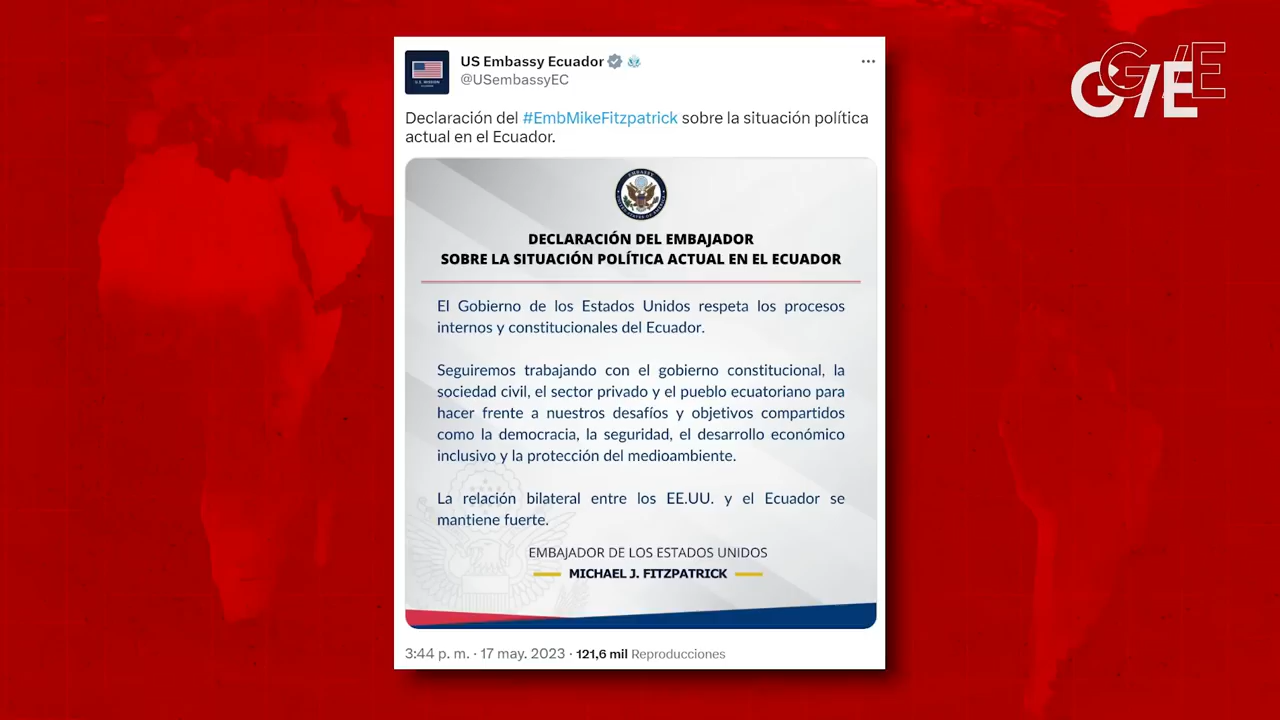 G/E
G/E
US Embassy Ecuador
@USembassyEC
Declaración del #EmbMikeFitzpatrick sobre la situación política
actual en el Ecuador.
DECLARACIÓN DEL EMBAJADOR
SOBRE LA SITUACIÓN POLÍTICA ACTUAL EN EL ECUADOR
El Gobierno de los Estados Unidos respeta los procesos
internos y constitucionales del Ecuador.
Seguiremos trabajando con el gobierno constitucional, la
sociedad civil, el sector privado y el pueblo ecuatoriano para
hacer frente a nuestros desafíos y objetivos compartidos
como la democracia, la seguridad, el desarrollo económico
inclusivo y la protección del medioambiente.
La relación bilateral entre los EE.UU. y el Ecuador se
mantiene fuerte.
EMBAJADOR DE LOS ESTADOS UNIDOS
MICHAEL J. FITZPATRICK
3:44 p. m. · 17 may. 2023 · 121,6 mil Reproducciones